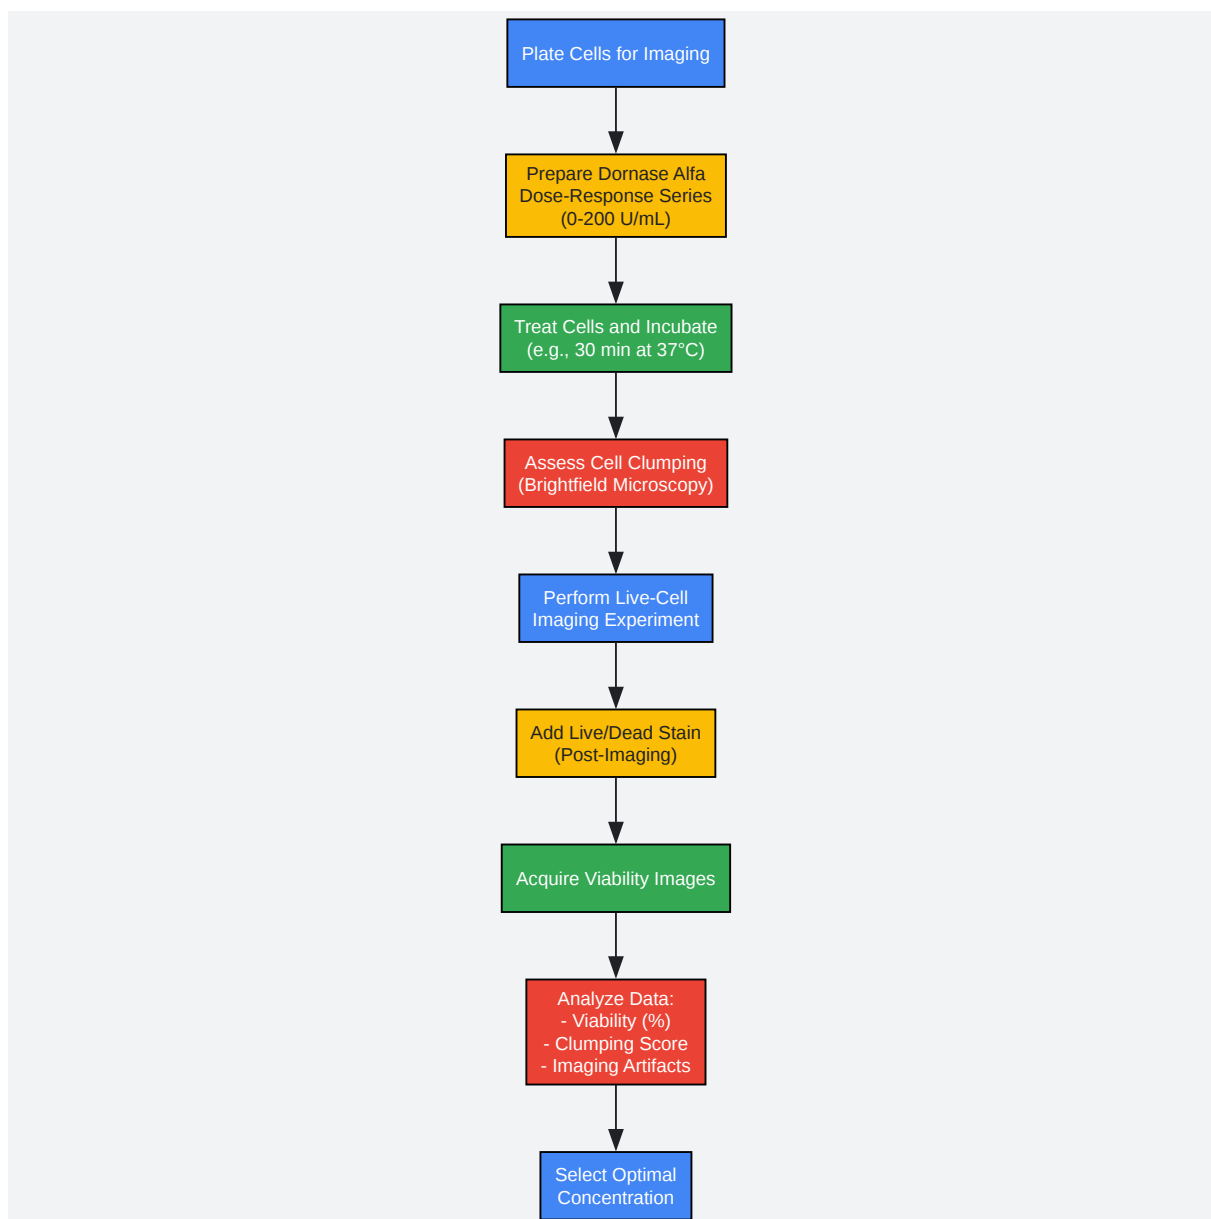 Plate Cells for Imaging
Prepare Dornase Alfa
Dose-Response Series
(0-200 U/mL)
Treat Cells and Incubate
(e.g., 30 min at 37°C)
Assess Cell Clumping
(Brightfield Microscopy)
Perform Live-Cell
Imaging Experiment
Add Live/Dead Stain
(Post-Imaging)
Acquire Viability Images
Analyze Data:
- Viability (%)
- Clumping Score
- Imaging Artifacts
Select Optimal
Concentration